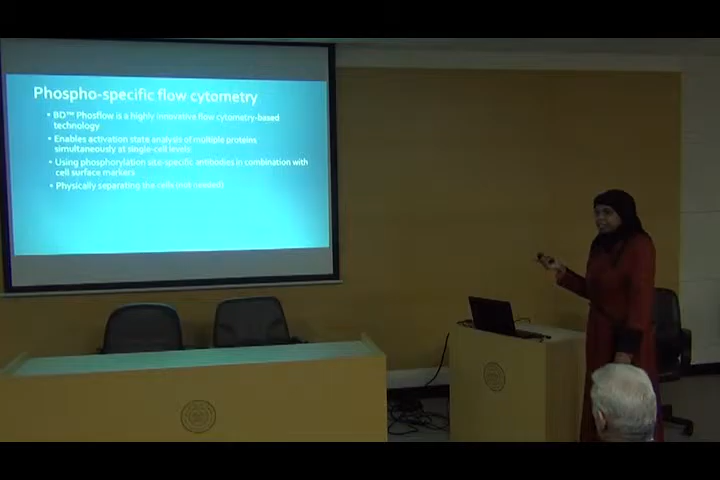 Phospho-specific flow cytometry
• BD™ Phosflow is a highly innovative flow cytometry-based
technology
• Enables activation state analysis of multiple proteins
simultaneously at single-cell levels
• Using phosphorylation site-specific antibodies in combination with
cell surface markers
• Physically separating the cells (not needed)